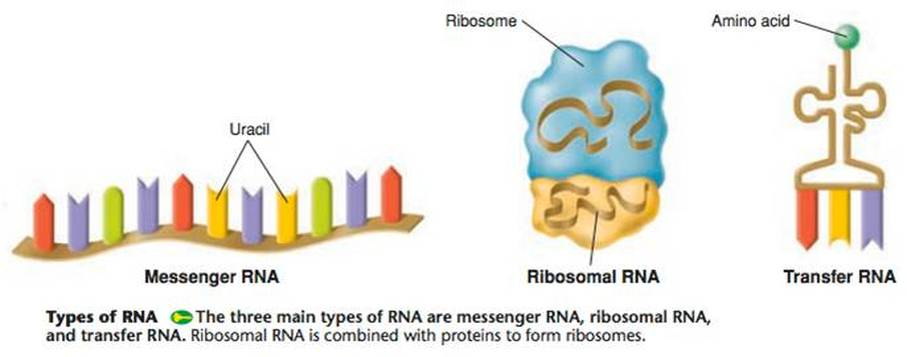 Ribosome
Amino acid
Uracil
Messenger RNA
Ribosomal RNA
Transfer RNA
Types of RNA The three main types of RNA are messenger RNA, ribosomal RNA,
and transfer RNA. Ribosomal RNA is combined with proteins to form ribosomes.